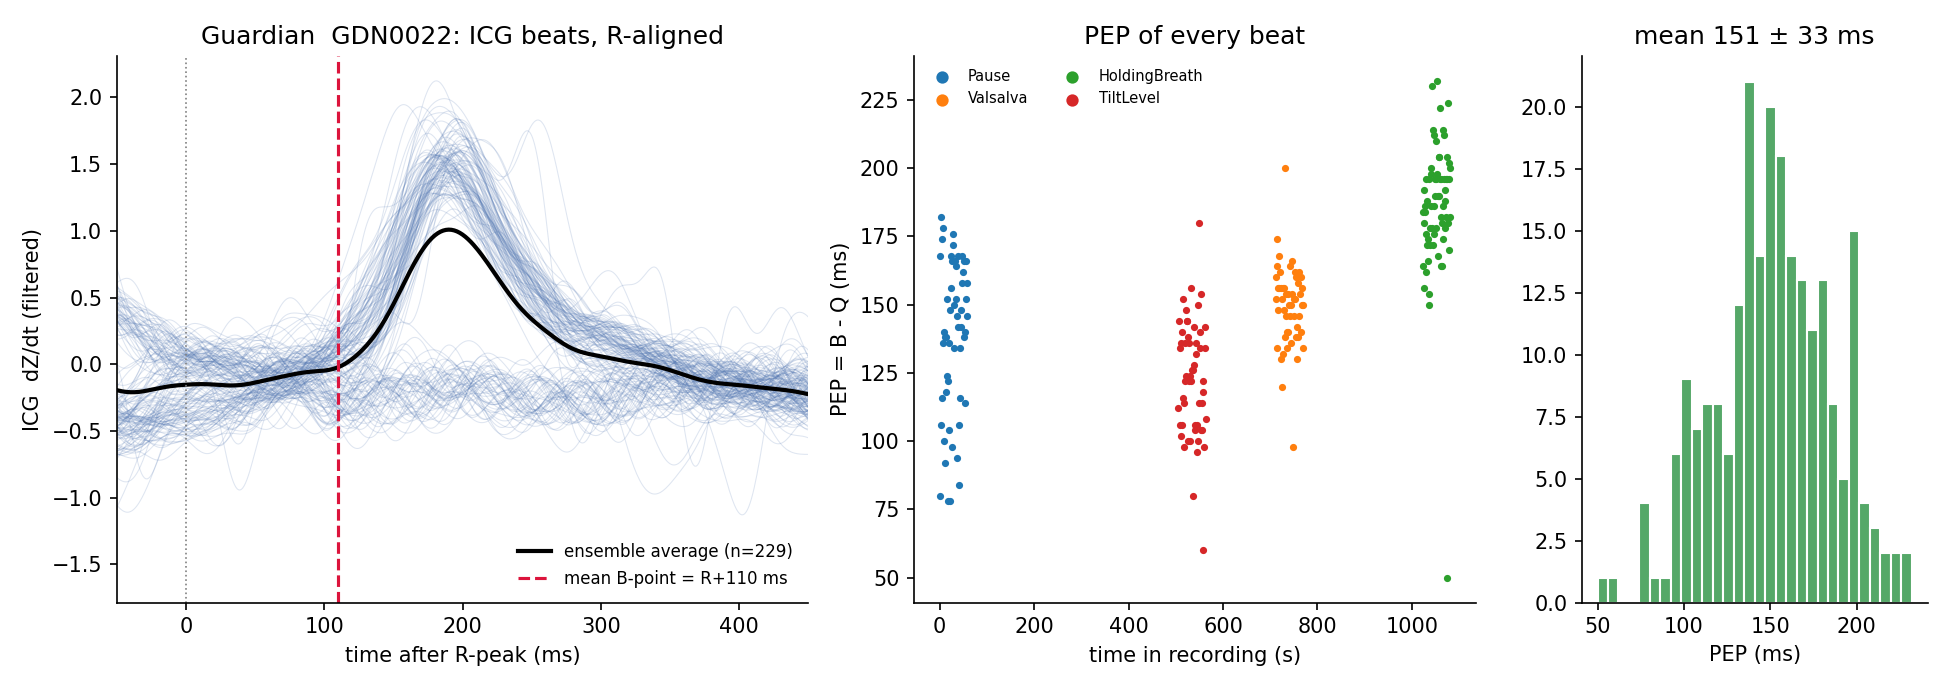 Guardian  GDN0022: ICG beats, R-aligned
ICG  dZ/dt (filtered)
2.0
1.5
1.0
0.5
0.0
−0.5
−1.0
−1.5
ensemble average (n=229)
mean B-point = R+110 ms
0
100
200
300
400
time after R-peak (ms)
PEP of every beat
PEP = B - Q (ms)
Pause
Valsalva
HoldingBreath
TiltLevel
225
200
175
150
125
100
75
50
0
200
400
600
800
1000
time in recording (s)
mean 151 ± 33 ms
20.0
17.5
15.0
12.5
10.0
7.5
5.0
2.5
0.0
50
100
150
200
PEP (ms)